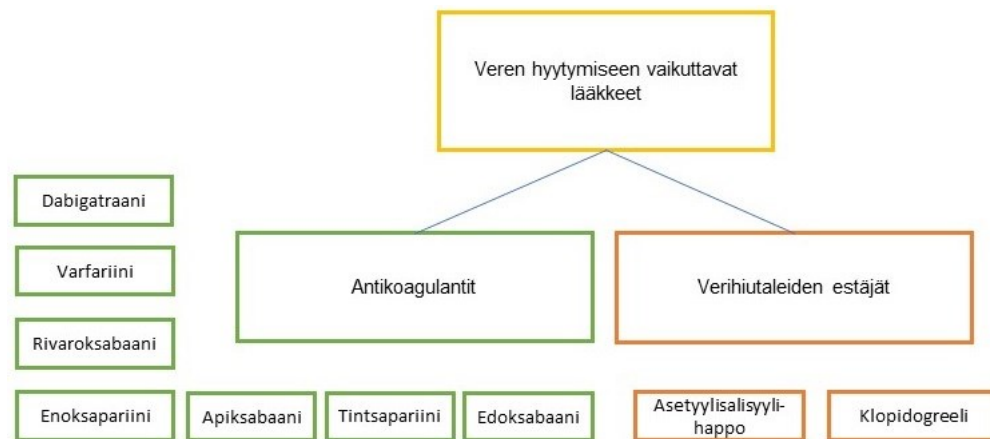 Veren hyytymiseen vaikuttavat
lääkkeet
Dabigatraani
Varfariini
Antikoagulantit
Verihiutaleiden estäjät
Rivaroksabaani
Enoksapariini
Apiksabaani
Tintsapariini
Edoksabaani
Asetyylisalisyyli-
happo
Klopidogreeli